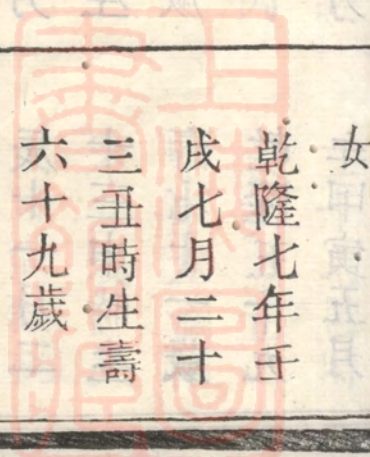 女
乾隆七年壬
戌七月二十
三丑時生壽
六十九歲